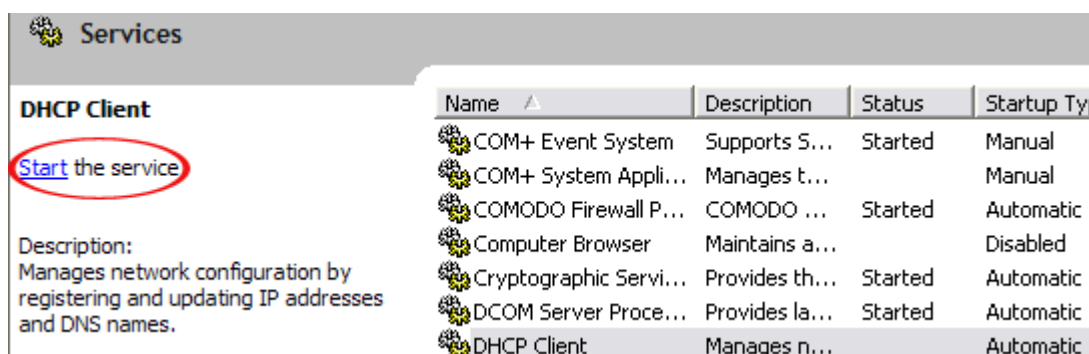 Services
DHCP Client
Start the service
Description:
Manages network configuration by
registering and updating IP addresses
and DNS names.
Name Description Status Startup Ty
COM+ Event System Supports S... Started Manual
COM+ System Appli... Manages t... Manual
COMODO Firewall P... COMODO ... Started Automatic
Computer Browser Maintains a... Disabled
Cryptographic Servi... Provides th... Started Automatic
DCOM Server Proce... Provides la... Started Automatic
DHCP Client Manages n... Automatic